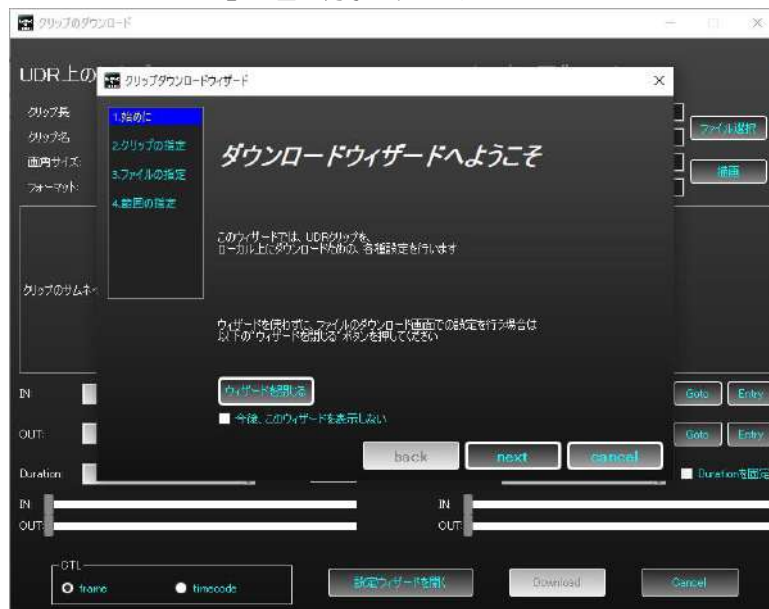 クリップのダウンロード
UDR上の
クリップダウンロードウィザード
クリップ長
クリップ名
画角サイズ:
フォーマット:
1.始めに
2.クリップの指定
3.ファイルの指定
4.範囲の指定
ダウンロードウィザードへようこそ
ファイル選択
描画
このウィザードでは、UDRクリップを、
ローカル上にダウンロードための、各種設定を行います
クリップのサムネイ
ウィザードを使わずに、ファイルのダウンロード画面での設定を行う場合は
以下の"ウィザードを閉じる"ボタンを押してください
ウィザードを閉じる
今後、このウィザードを表示しない
back
next
cancel
IN:
Goto
Entry
OUT:
Goto
Entry
Duration:
Durationを固定
IN:
IN:
OUT:
OUT:
CTL
frame
timecode
設定ウィザードを開く
Download
Cancel